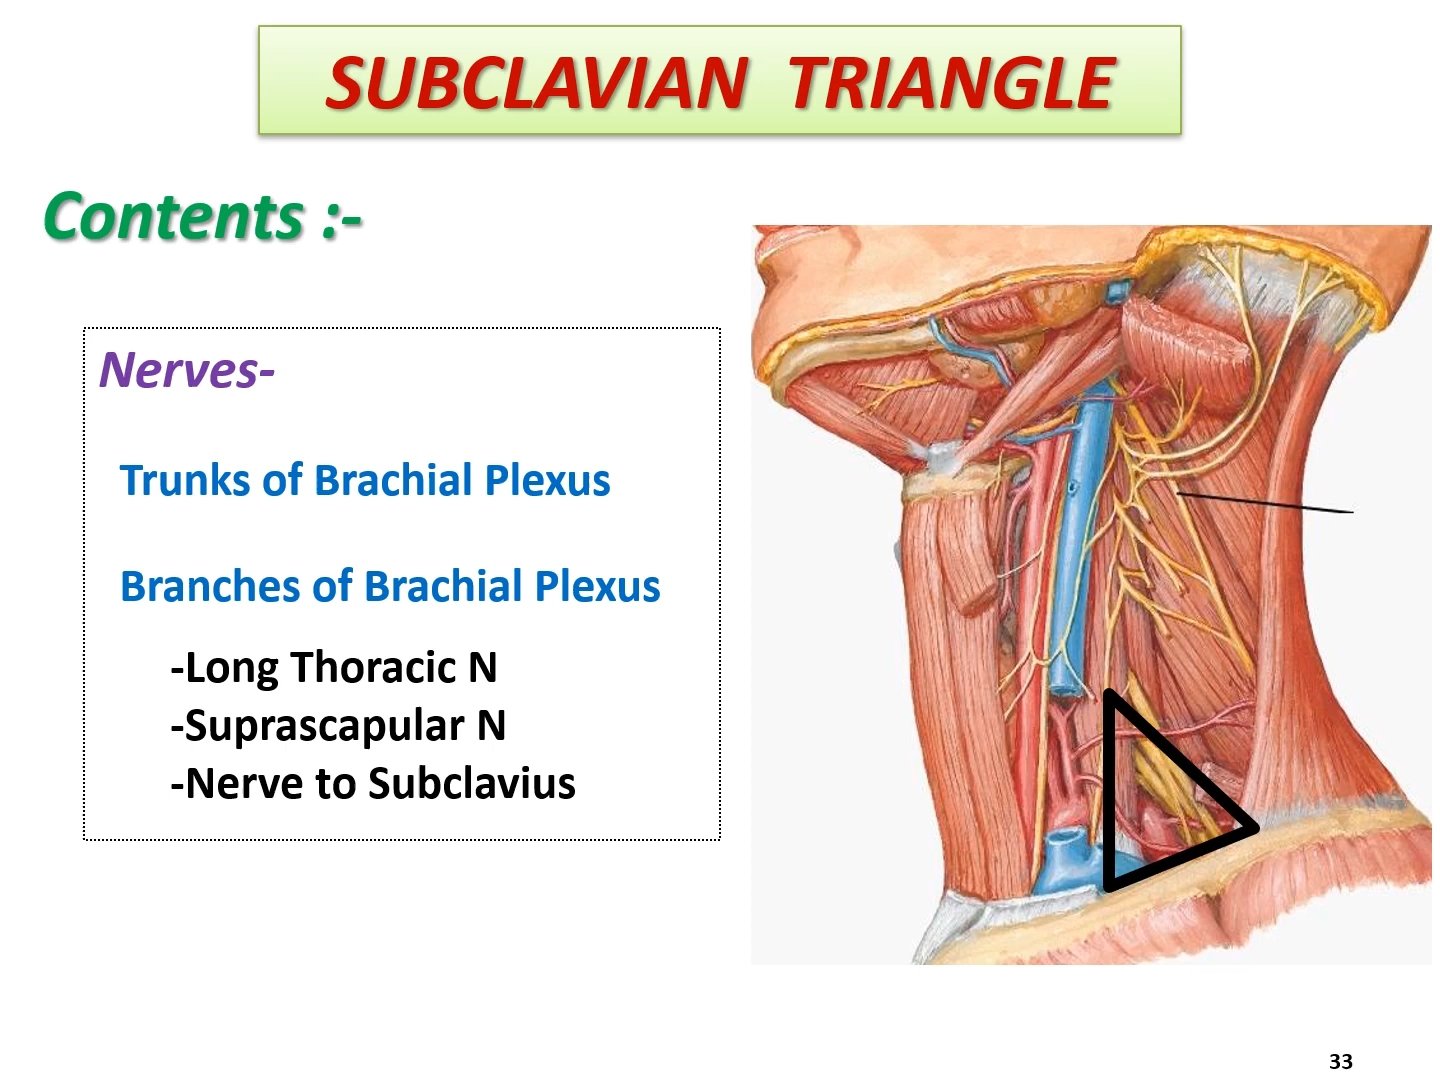 SUBCLAVIAN TRIANGLE
Contents :-
Nerves-
Trunks of Brachial Plexus
Branches of Brachial Plexus
-Long Thoracic N
-Suprascapular N
-Nerve to Subclavius
33